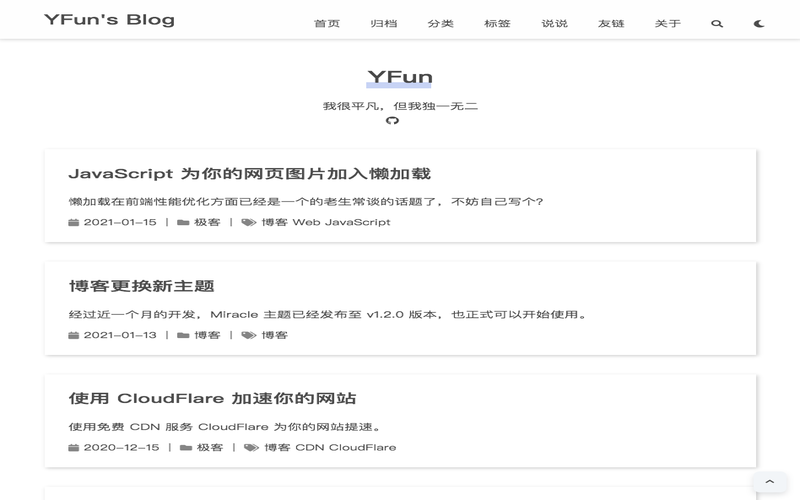 YFun's Blog
首页 归档 分类 标签 说说 友链 关于
YFun
我很平凡，但我独一无二
JavaScript 为你的网页图片加入懒加载
懒加载在前端性能优化方面已经是一个的老生常谈的话题了，不妨自己写个？
2021-01-15 | 极客 | 博客 Web JavaScript
博客更换新主题
经过近一个月的开发，Miracle 主题已经发布至 v1.2.0 版本，也正式可以开始使用。
2021-01-13 | 博客 | 博客
使用 CloudFlare 加速你的网站
使用免费 CDN 服务 CloudFlare 为你的网站提速。
2020-12-15 | 极客 | 博客 CDN CloudFlare